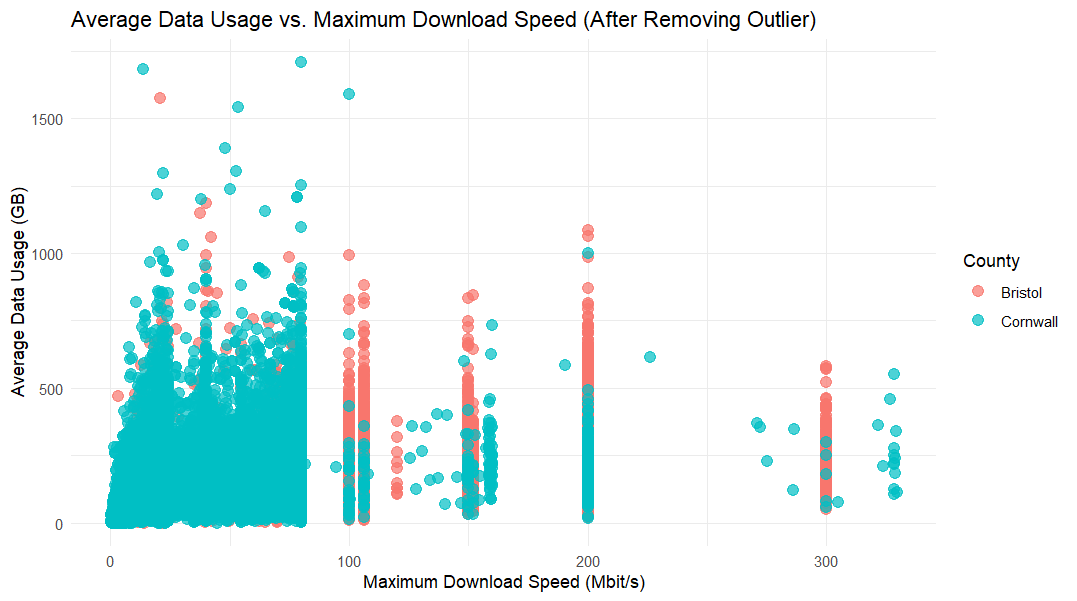 Average Data Usage vs. Maximum Download Speed (After Removing Outlier)
Average Data Usage (GB)
1500
1000
500
0
0 100 200 300
Maximum Download Speed (Mbit/s)
County
Bristol
Cornwall